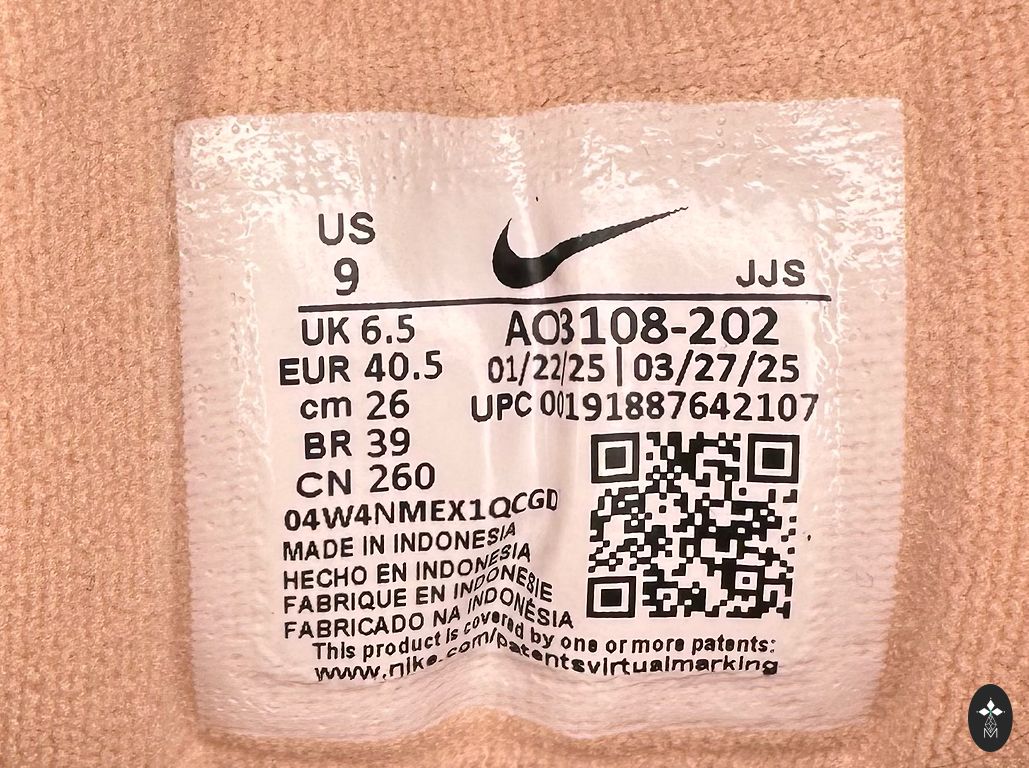 US
9
JJS
UK 6.5
EUR 40.5
cm 26
BR 39
CN 260
AO3108-202
01/22/25 | 03/27/25
UPC 00191887642107
04W4NMEX1QCGD
MADE IN INDONESIA
HECHO EN INDONESIA
FABRIQUE EN INDONESIE
FABRICADO NA INDONÉSIA
This product is covered by one or more patents:
www.nike.com/patentsvirtualmarking
M